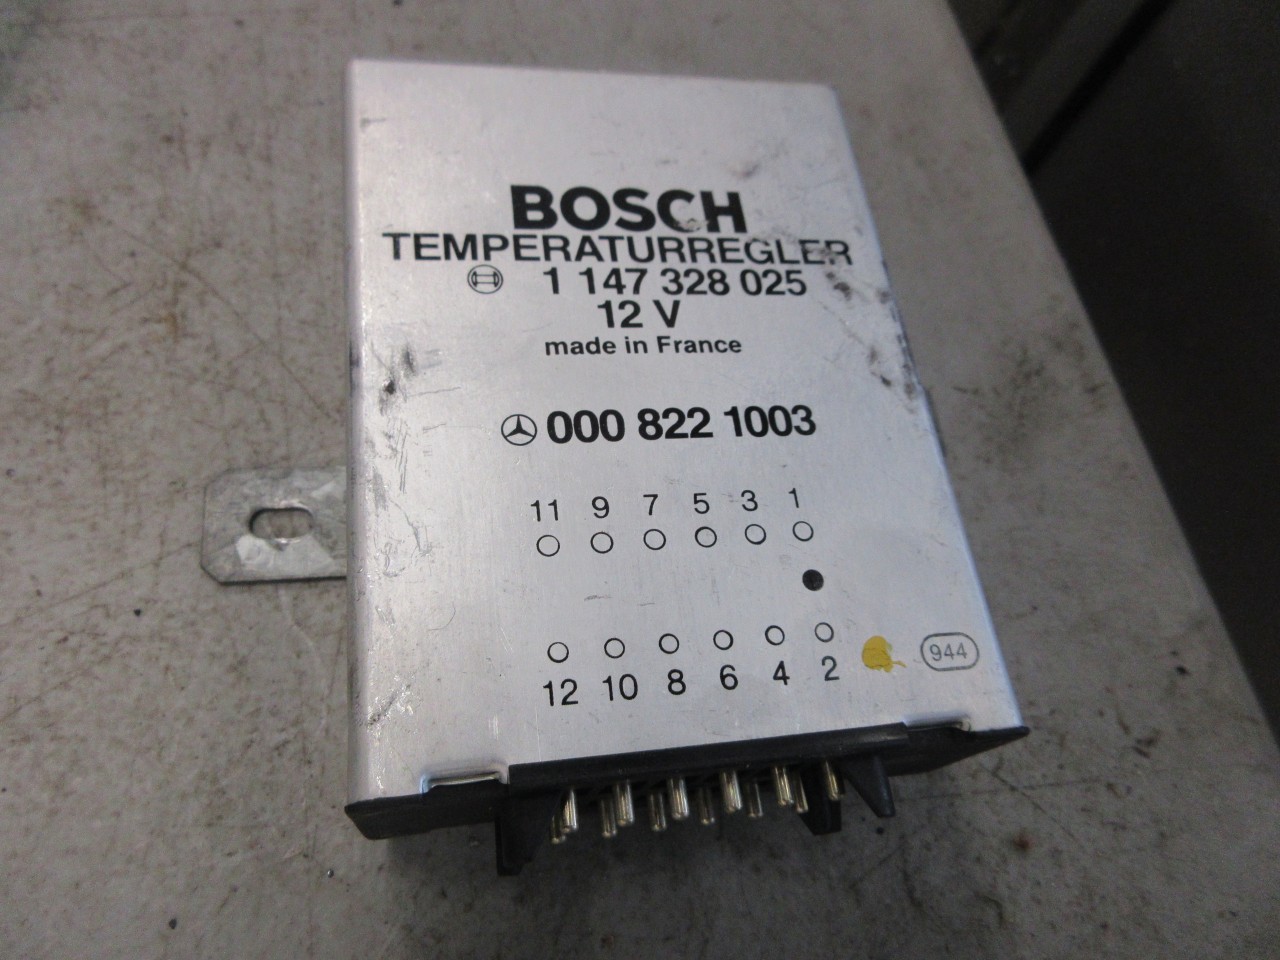 BOSCH
TEMPERATURREGLER
1 147 328 025
12 V
made in France
000 822 1003
11 9 7 5 3 1
12 10 8 6 4 2
944